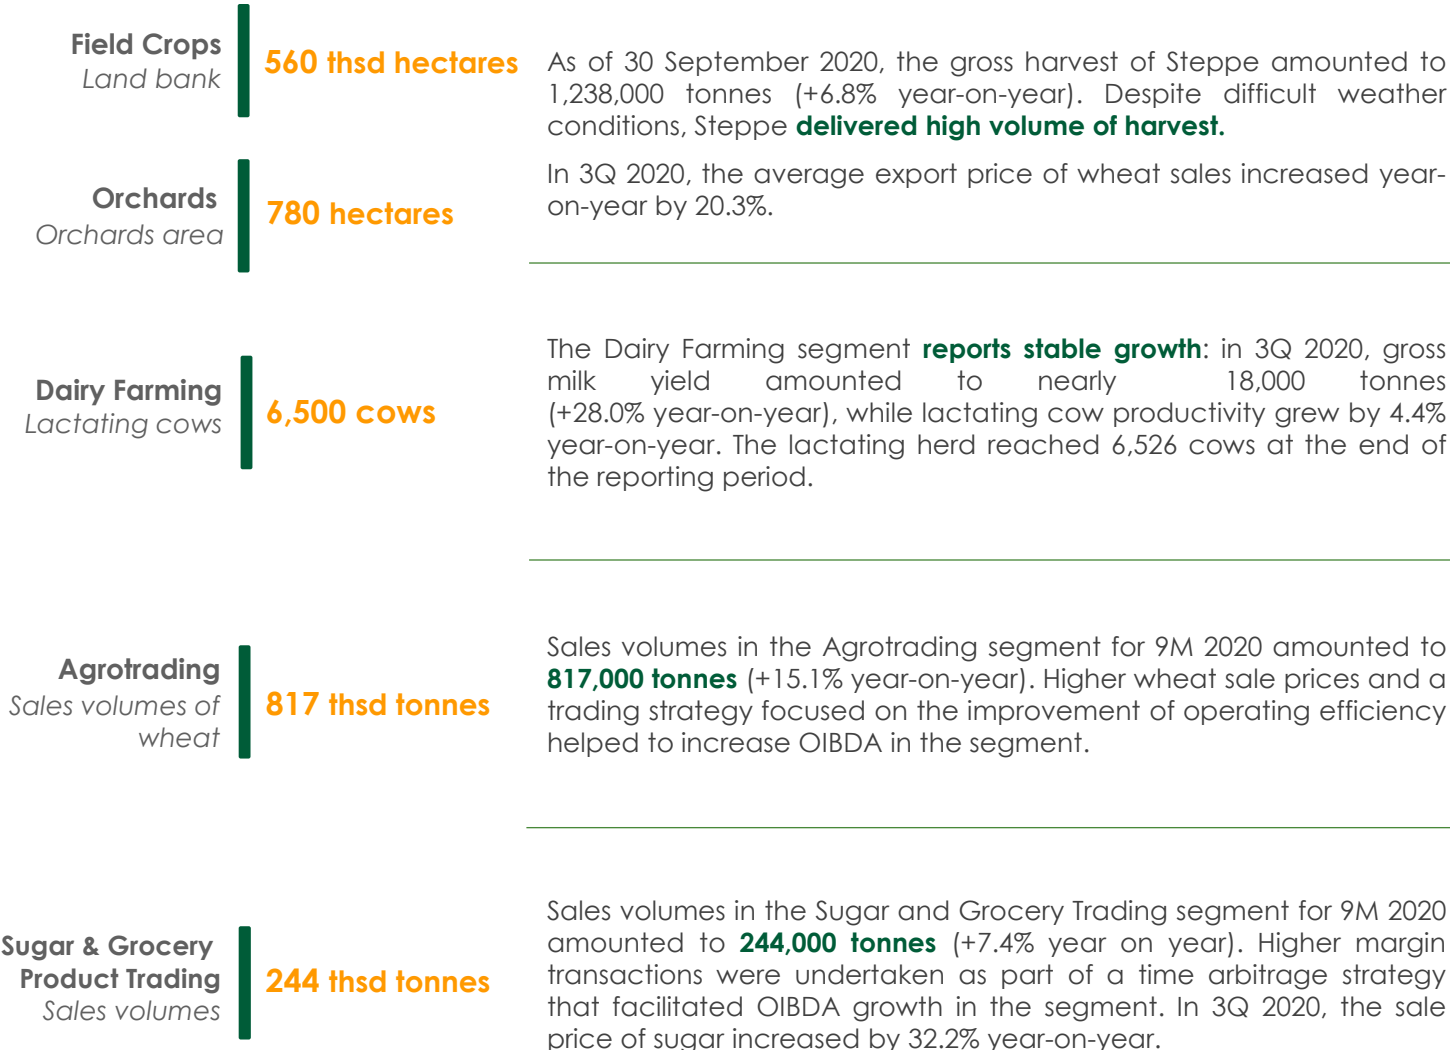 Field Crops
Land bank
560 thsd hectares
As of 30 September 2020, the gross harvest of Steppe amounted to
1,238,000 tonnes (+6.8% year-on-year). Despite difficult weather
conditions, Steppe delivered high volume of harvest.
Orchards
Orchards area
780 hectares
In 3Q 2020, the average export price of wheat sales increased year-
on-year by 20.3%.
Dairy Farming
Lactating cows
6,500 cows
The Dairy Farming segment reports stable growth: in 3Q 2020, gross
milk yield amounted to nearly 18,000 tonnes
(+28.0% year-on-year), while lactating cow productivity grew by 4.4%
year-on-year. The lactating herd reached 6,526 cows at the end of
the reporting period.
Agrotrading
Sales volumes of
wheat
817 thsd tonnes
Sales volumes in the Agrotrading segment for 9M 2020 amounted to
817,000 tonnes (+15.1% year-on-year). Higher wheat sale prices and a
trading strategy focused on the improvement of operating efficiency
helped to increase OIBDA in the segment.
Sugar & Grocery
Product Trading
Sales volumes
244 thsd tonnes
Sales volumes in the Sugar and Grocery Trading segment for 9M 2020
amounted to 244,000 tonnes (+7.4% year on year). Higher margin
transactions were undertaken as part of a time arbitrage strategy
that facilitated OIBDA growth in the segment. In 3Q 2020, the sale
price of sugar increased by 32.2% year-on-year.